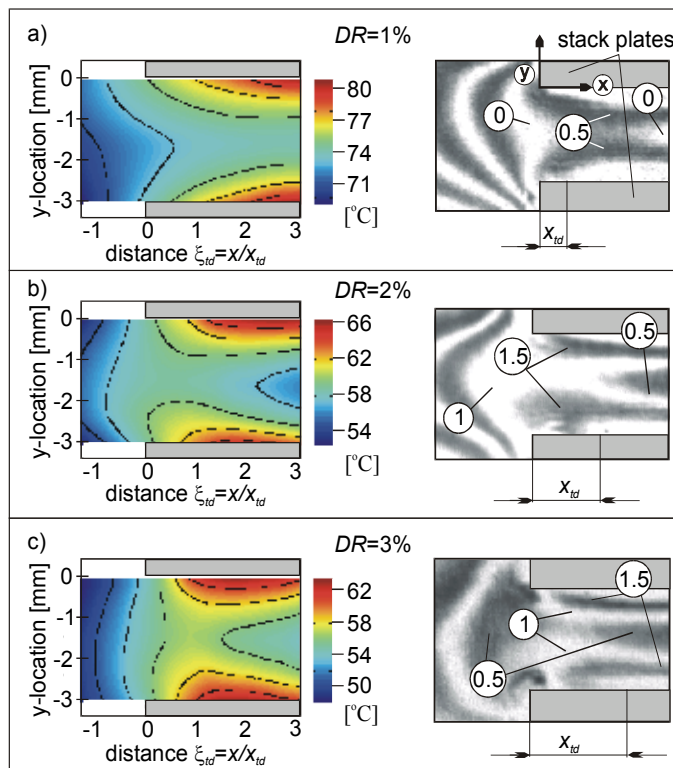 a)
DR=1%
y-location [mm]
0
-1
-2
-3
-1 0 1 2 3
distance ξtd=x/xtd
80
77
74
71
[°C]
stack plates
y
x
0
0
0.5
xtd
b)
DR=2%
y-location [mm]
0
-1
-2
-3
-1 0 1 2 3
distance ξtd=x/xtd
66
62
58
54
[°C]
0.5
1.5
1
xtd
c)
DR=3%
y-location [mm]
0
-1
-2
-3
-1 0 1 2 3
distance ξtd=x/xtd
62
58
54
50
[°C]
1.5
1
0.5
xtd